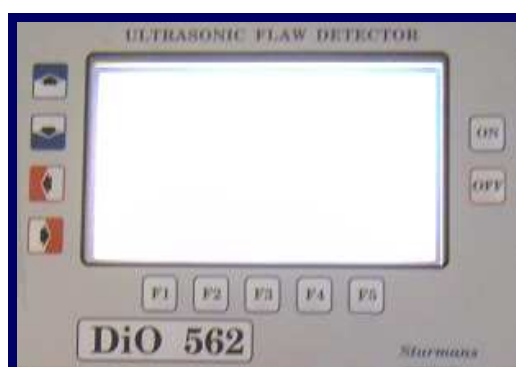 ULTRASONIC FLAW DETECTOR
ON
OFF
F1 F2 F3 F4 F5
DiO 562
Starmans